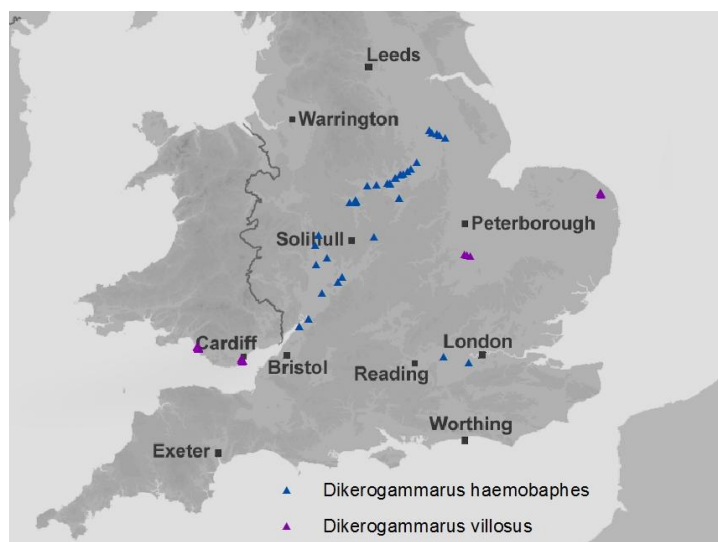 Leeds
Warrington
Peterborough
Solihull
Cardiff
London
Bristol
Reading
Worthing
Exeter
Dikerogammarus haemobaphes
Dikerogammarus villosus